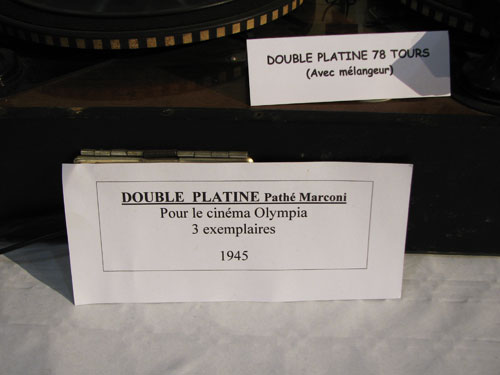 DOUBLE PLATINE 78 TOURS
(Avec mélangeur)
DOUBLE PLATINE Pathé Marconi
Pour le cinéma Olympia
3 exemplaires
1945